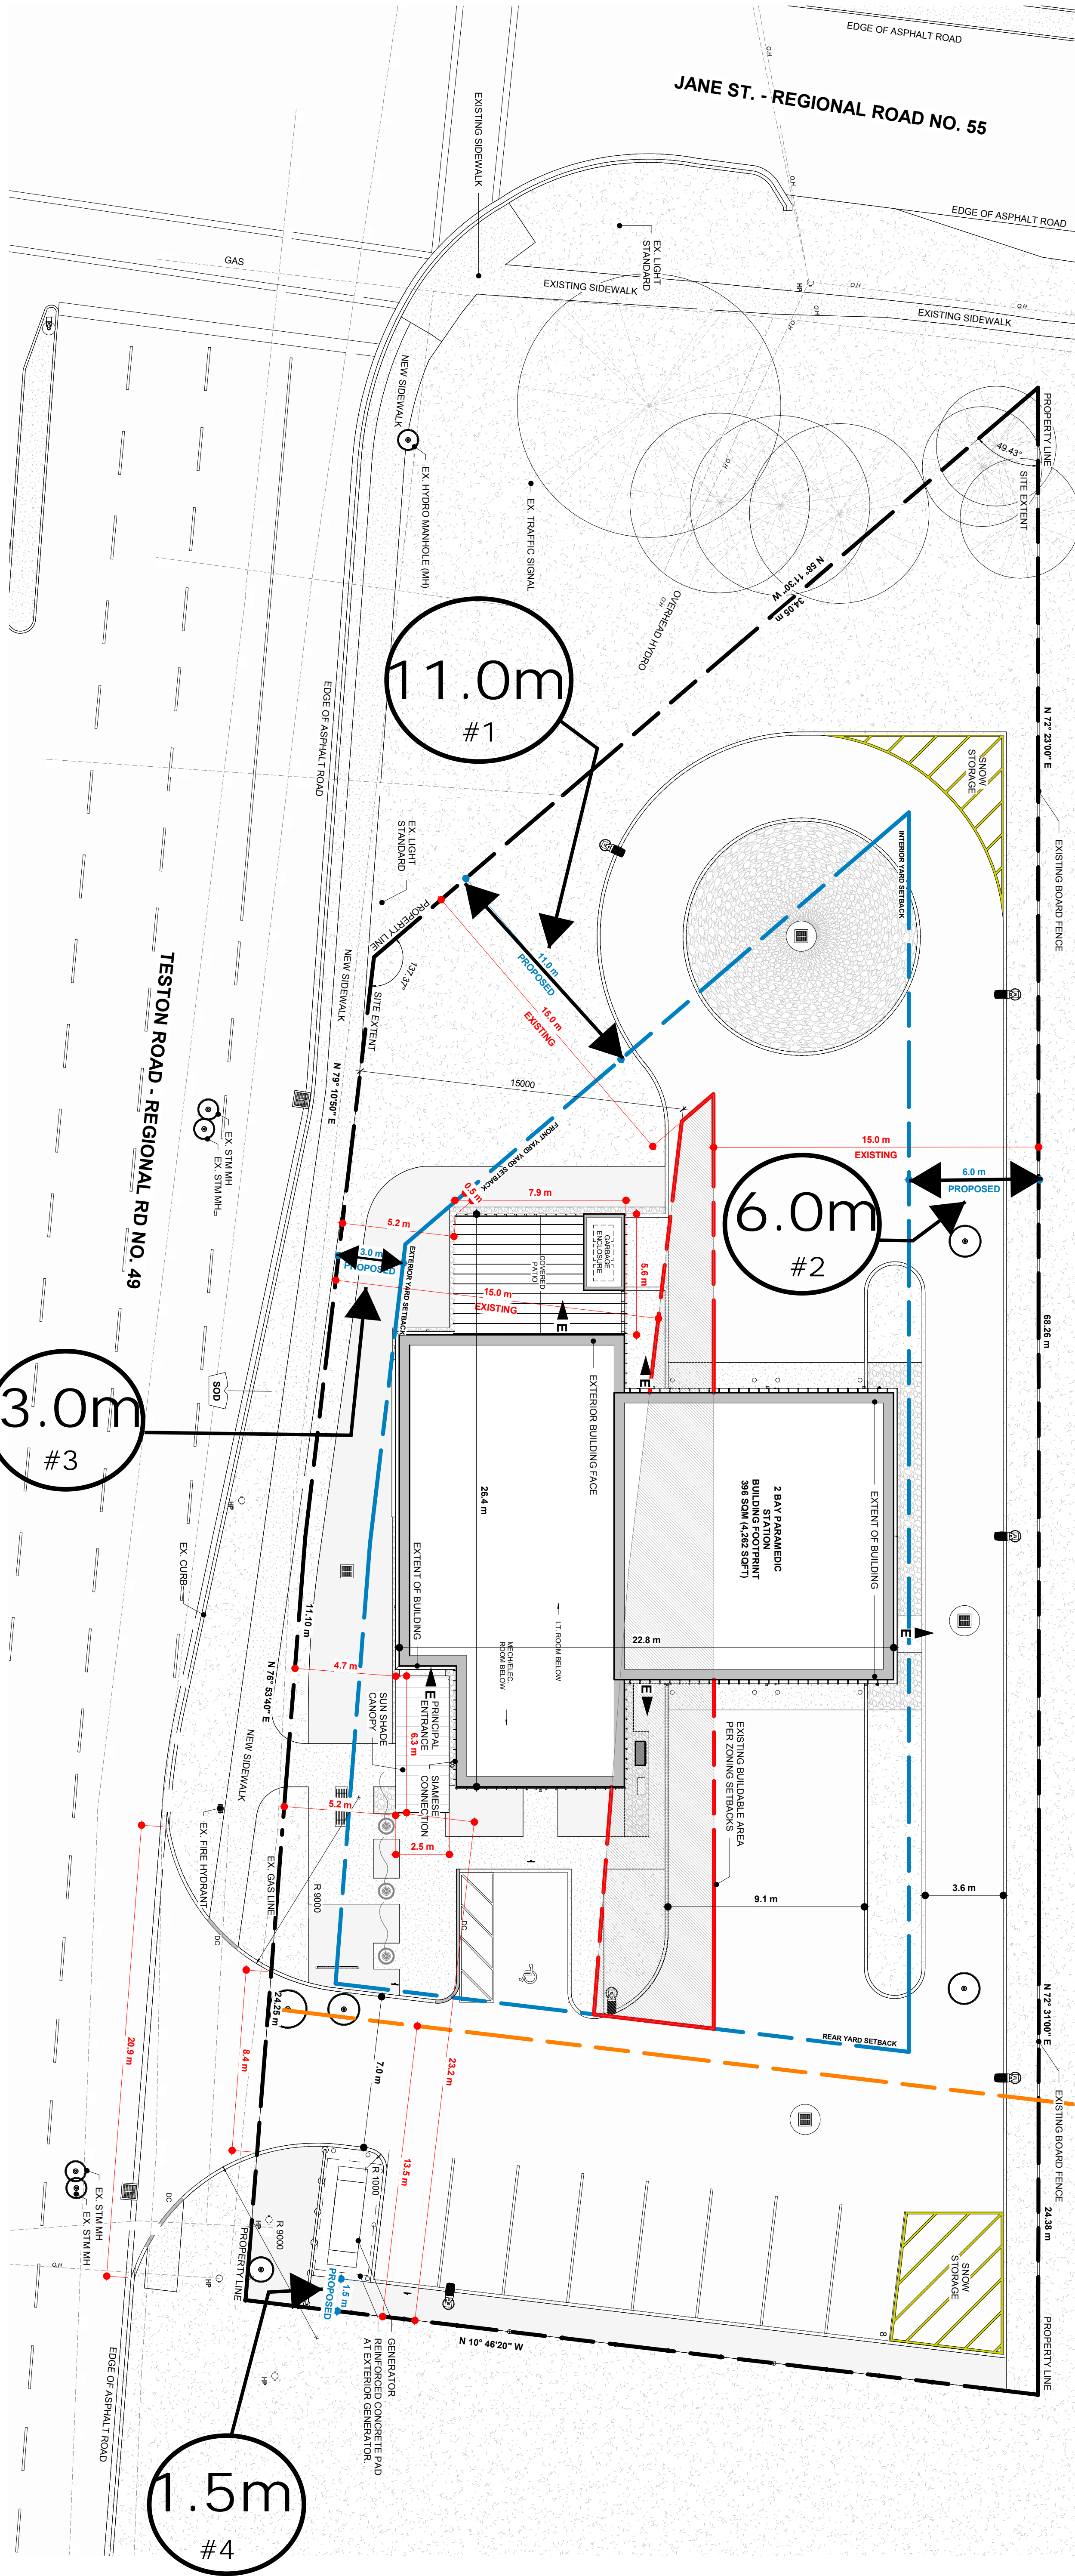 EDGE OF ASPHALT ROAD
O.H
JANE ST. - REGIONAL ROAD NO. 55
EXISTING SIDEWALK
O.H
EDGE OF ASPHALT ROAD
GAS
EX. LIGHT
STANDARD
EXISTING SIDEWALK
HP
O.H
O.H
O.H
O.H
EXISTING SIDEWALK
NEW SIDEWALK
PROPERTY LINE
49.43°
SITE EXTENT
O.H
EX. HYDRO MANHOLE (MH)
EX. TRAFFIC SIGNAL
N 58° 11'30" W
34.05 m
OVERHEAD HYDRO
O.H
11.0m
#1
EDGE OF ASPHALT ROAD
N 72° 23'00" E
SNOW
STORAGE
EXISTING BOARD FENCE
EX. LIGHT
STANDARD
INTERIOR YARD SETBACK
PROPERTY LINE
137.37°
SITE EXTENT
NEW SIDEWALK
11.0 m
PROPOSED
15.0 m
EXISTING
TESTON ROAD - REGIONAL RD NO. 49
N 79° 10'50" E
15000
EX. STM MH
EX. STM MH
FRONT YARD SETBACK
15.0 m
EXISTING
6.0 m
PROPOSED
6.0m
#2
0.5 m
7.9 m
5.2 m
GARBAGE
ENCLOSURE
COVERED
PATIO
5.6 m
3.0 m
PROPOSED
EXTERIOR YARD SETBACK
15.0 m
EXISTING
E
E
68.26 m
3.0m
#3
SOD
EXTERIOR BUILDING FACE
26.4 m
2 BAY PARAMEDIC
STATION
BUILDING FOOTPRINT
396 SQM (4,262 SQFT)
EXTENT OF BUILDING
HP
EX. CURB
EXTENT OF BUILDING
I.T. ROOM BELOW
MECH/ELEC.
ROOM BELOW
22.8 m
E
11.10 m
N 76° 53'40" E
4.7 m
E
E
PRINCIPAL
ENTRANCE
SUN SHADE
CANOPY
6.3 m
SIAMESE
CONNECTION
EXISTING BUILDABLE AREA
PER ZONING SETBACKS
NEW SIDEWALK
5.2 m
2.5 m
EX. FIRE HYDRANT
EX. GAS LINE
R 9000
DC
DC
9.1 m
3.6 m
N 72° 31'00" E
24.25 m
REAR YARD SETBACK
20.9 m
8.4 m
7.0 m
23.2 m
13.5 m
EXISTING BOARD FENCE
EX. STM MH
EX. STM MH
DC
R 1000
R 9000
HP
HP
O.H
PROPERTY LINE
1.5 m
PROPOSED
24.38 m
SNOW
STORAGE
8
PROPERTY LINE
N 10° 46'20" W
GENERATOR
REINFORCED CONCRETE PAD
AT EXTERIOR GENERATOR.
HP
EDGE OF ASPHALT ROAD
1.5m
#4